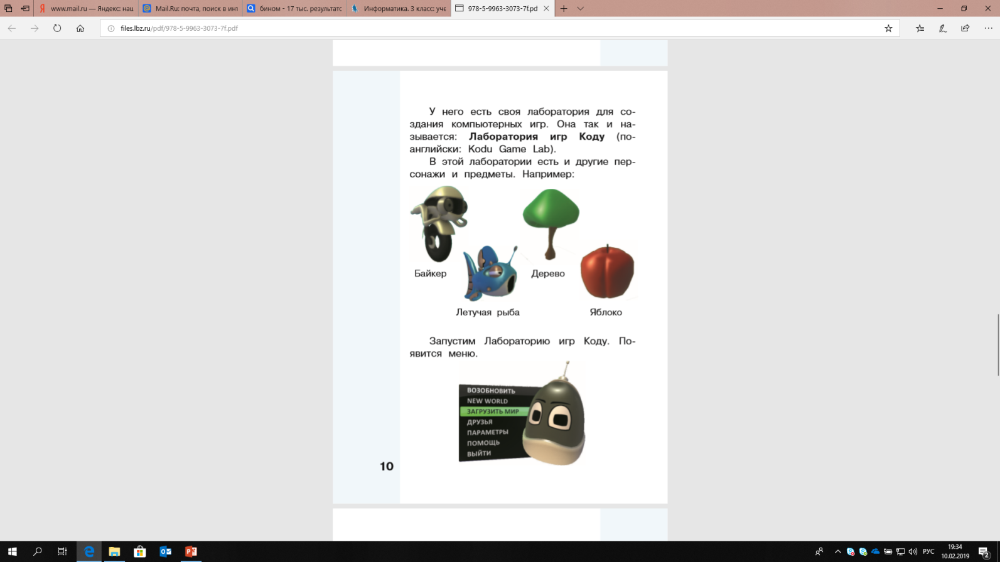 www.mail.ru — Яндекс: наш
Mail.Ru: почта, поиск в инт
бином - 17 тыс. результато
Информатика. 3 класс: уче
978-5-9963-3073-7f.pdf
files.lbz.ru/pdf/978-5-9963-3073-7f.pdf
У него есть своя лаборатория для со-
здания компьютерных игр. Она так и на-
зывается: Лаборатория игр Коду (по-
английски: Kodu Game Lab).
В этой лаборатории есть и другие пер-
сонажи и предметы. Например:
Байкер
Дерево
Летучая рыба
Яблоко
Запустим Лабораторию игр Коду. По-
явится меню.
ВОЗОБНОВИТЬ
NEW WORLD
ЗАГРУЗИТЬ МИР
ДРУЗЬЯ
ПАРАМЕТРЫ
ПОМОЩЬ
ВЫЙТИ
10
РУС
19:34
10.02.2019
2